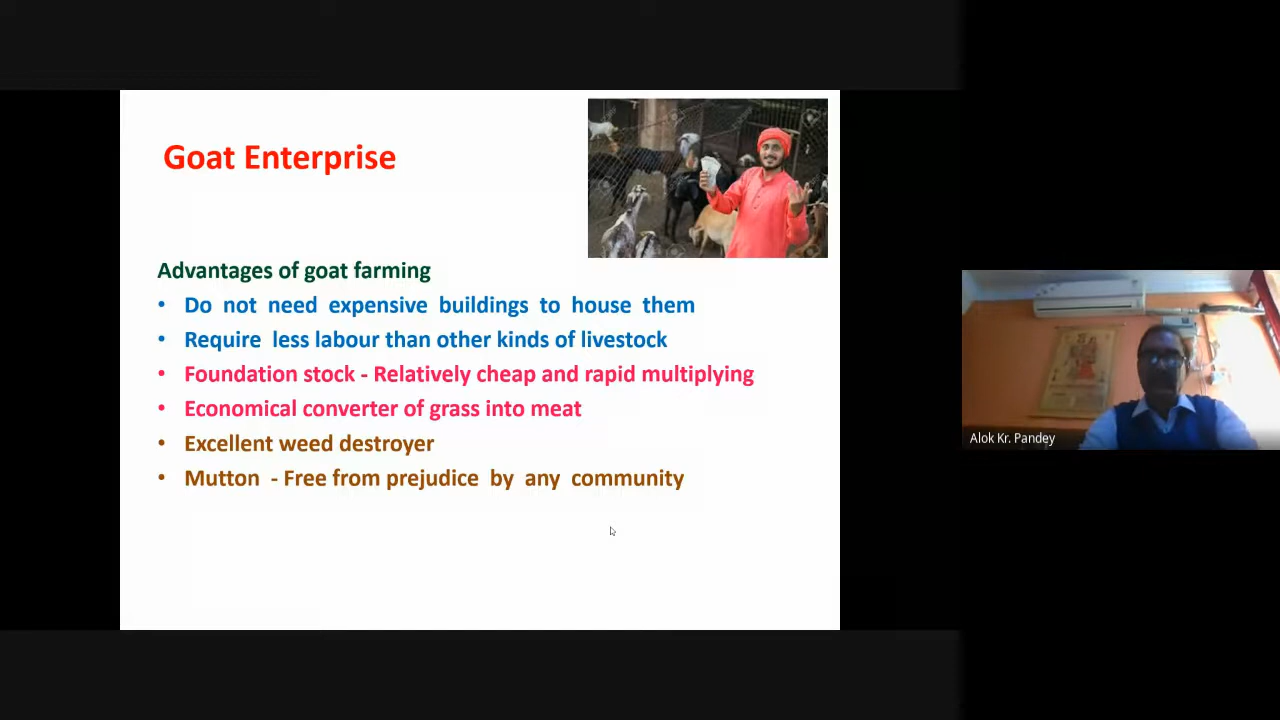 Goat Enterprise
Advantages of goat farming
• Do not need expensive buildings to house them
• Require less labour than other kinds of livestock
• Foundation stock - Relatively cheap and rapid multiplying
• Economical converter of grass into meat
• Excellent weed destroyer
• Mutton - Free from prejudice by any community
Alok Kr. Pandey